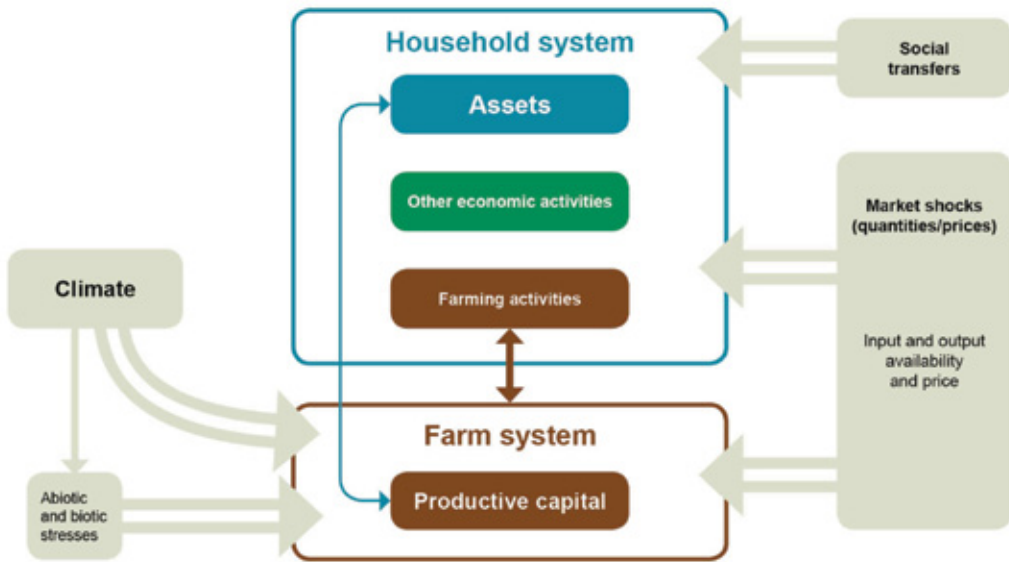 Household system
Assets
Other economic activities
Farming activities
Social
transfers
Market shocks
(quantities/prices)
Input and output
availability
and price
Climate
Abiotic
and biotic
stresses
Farm system
Productive capital